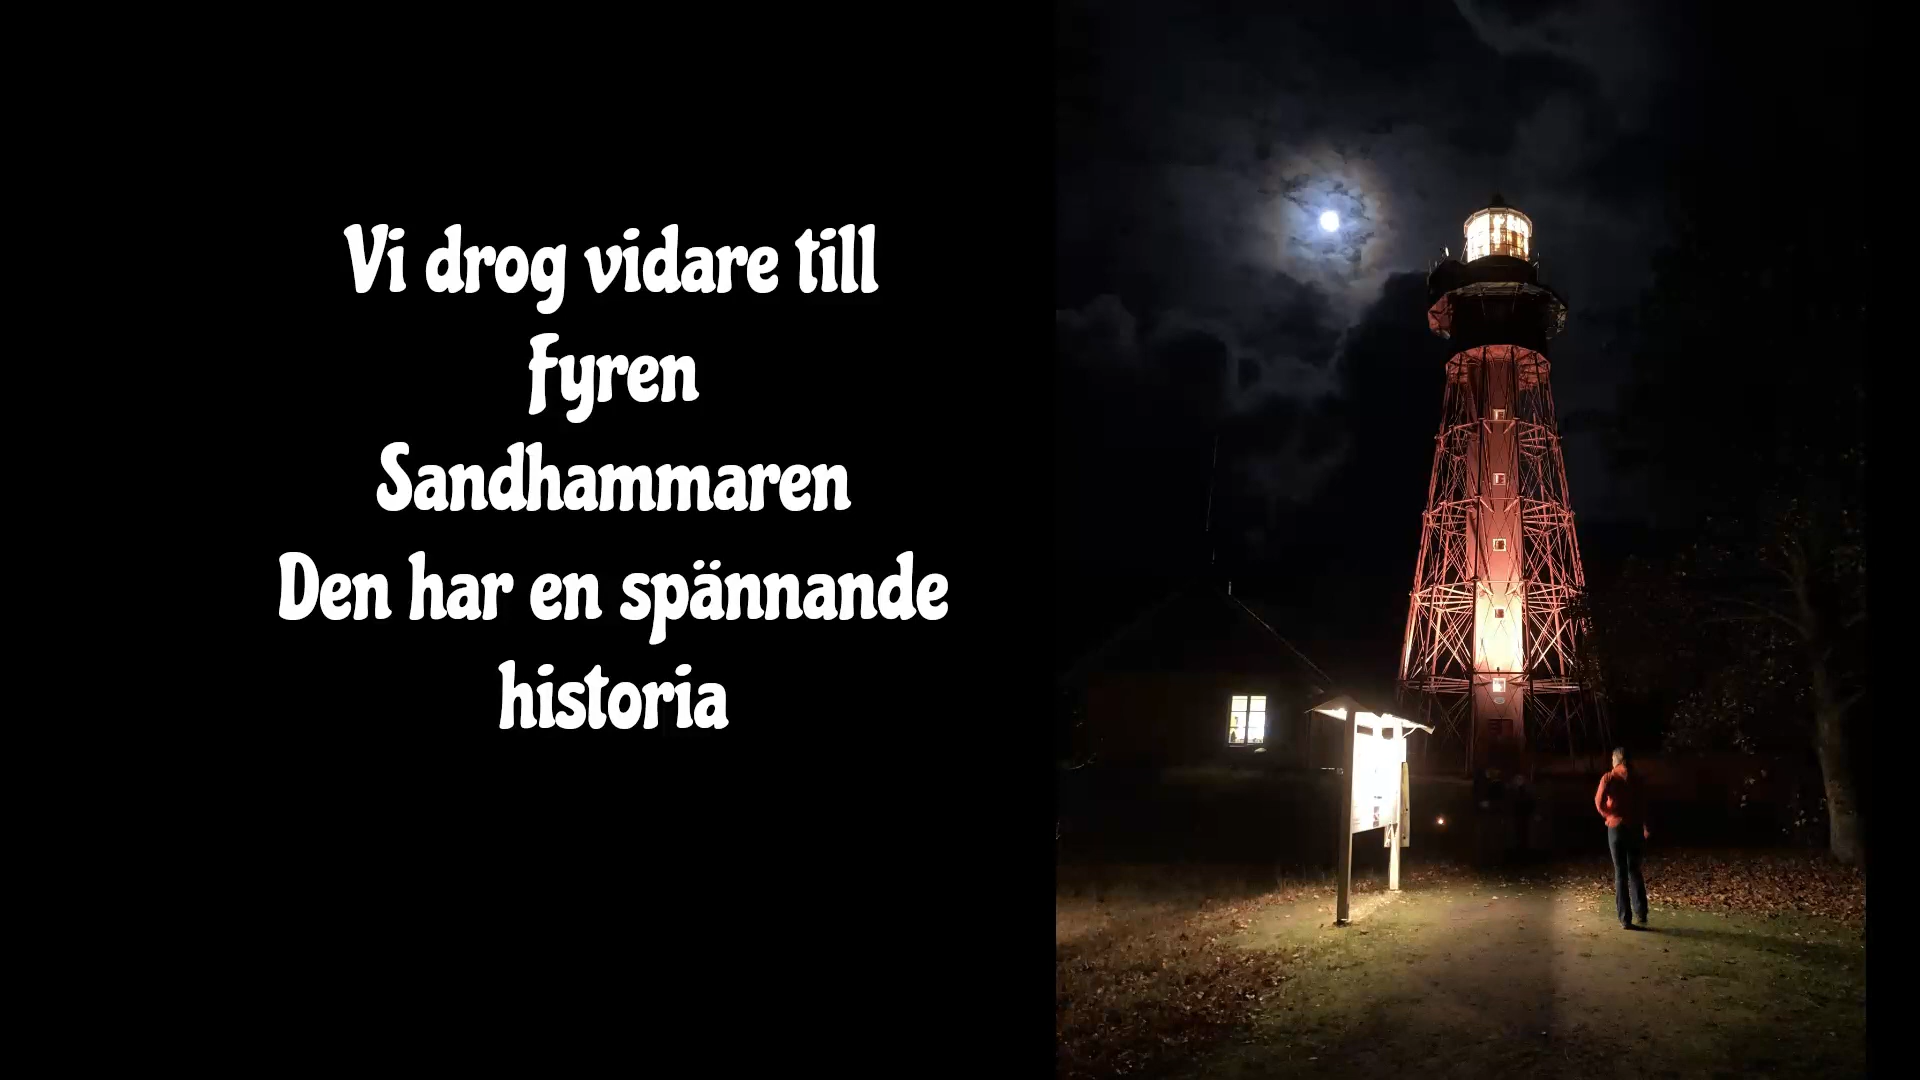 Vi drog vidare till
Fyren
Sandhammaren
Den har en spännande
historia